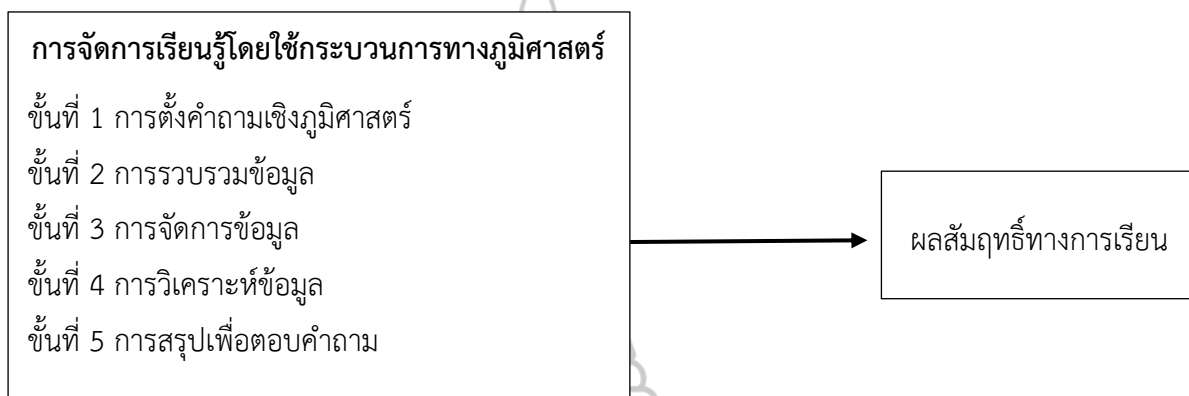 การจัดการเรียนรู้โดยใช้กระบวนการทางภูมิศาสตร์
ขั้นที่ 1 การตั้งคำถามเชิงภูมิศาสตร์
ขั้นที่ 2 การรวบรวมข้อมูล
ขั้นที่ 3 การจัดการข้อมูล
ขั้นที่ 4 การวิเคราะห์ข้อมูล
ขั้นที่ 5 การสรุปเพื่อตอบคำถาม
ผลสัมฤทธิ์ทางการเรียน